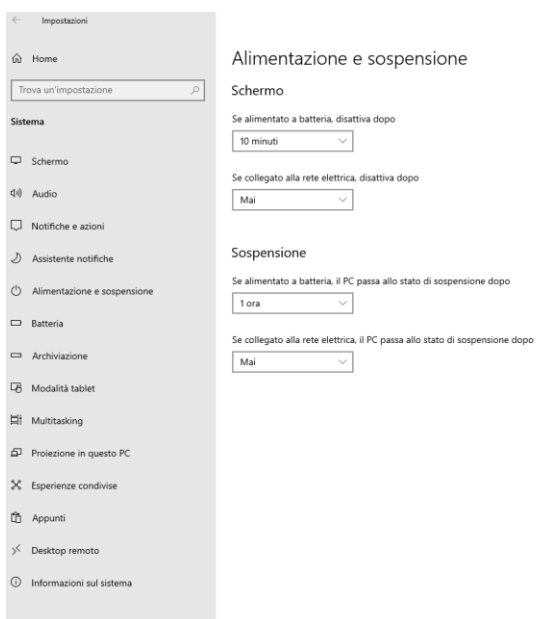 Impostazioni
Home
Trova un'impostazione
Sistema
Schermo
Audio
Notifiche e azioni
Assistente notifiche
Alimentazione e sospensione
Batteria
Archiviazione
Modalità tablet
Multitasking
Proiezione in questo PC
Esperienze condivise
Appunti
Desktop remoto
Informazioni sul sistema
Alimentazione e sospensione
Schermo
Se alimentato a batteria, disattiva dopo
10 minuti
Se collegato alla rete elettrica, disattiva dopo
Mai
Sospensione
Se alimentato a batteria, il PC passa allo stato di sospensione dopo
1 ora
Se collegato alla rete elettrica, il PC passa allo stato di sospensione dopo
Mai